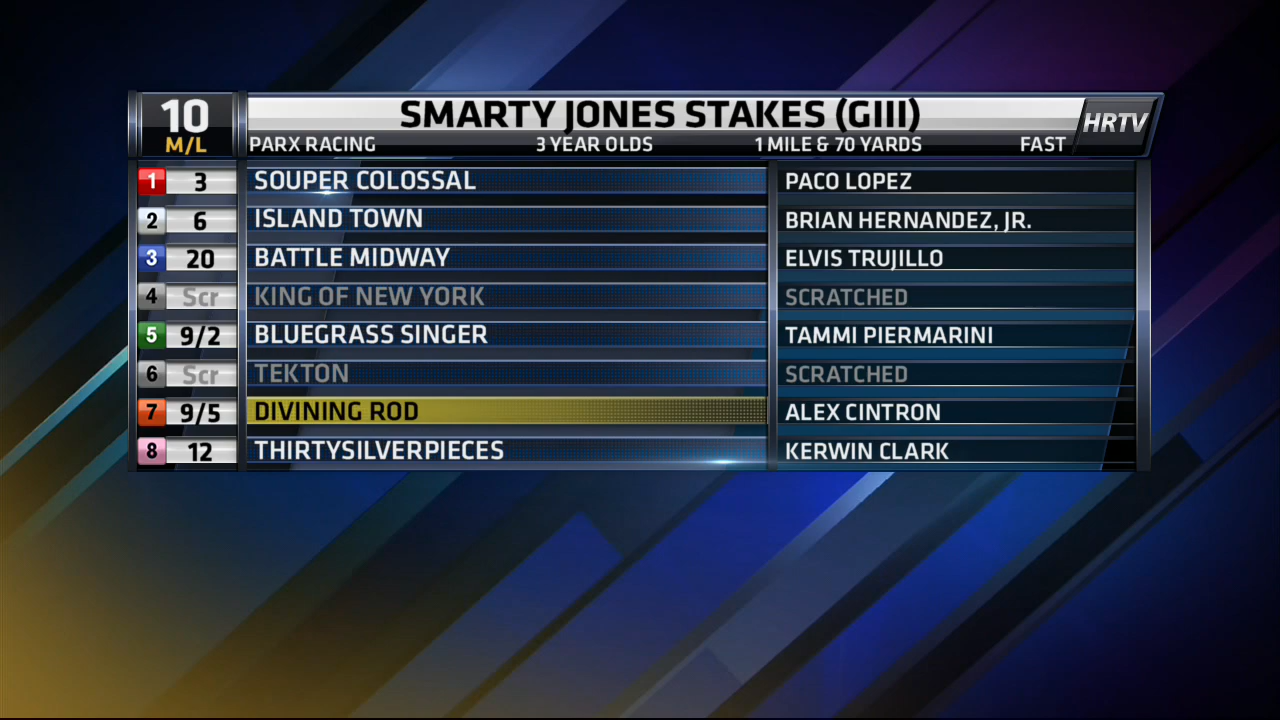 10 SMARTY JONES STAKES (GIII) HRTV
M/L PARX RACING 3 YEAR OLDS 1 MILE & 70 YARDS FAST
1 3 SOUPER COLOSSAL PACO LOPEZ
2 6 ISLAND TOWN BRIAN HERNANDEZ, JR.
3 20 BATTLE MIDWAY ELVIS TRUJILLO
4 Scr KING OF NEW YORK SCRATCHED
5 9/2 BLUEGRASS SINGER TAMMI PIERMARINI
6 Scr TEKTON SCRATCHED
7 9/5 DIVINING ROD ALEX CINTRON
8 12 THIRTYSILVERPIECES KERWIN CLARK